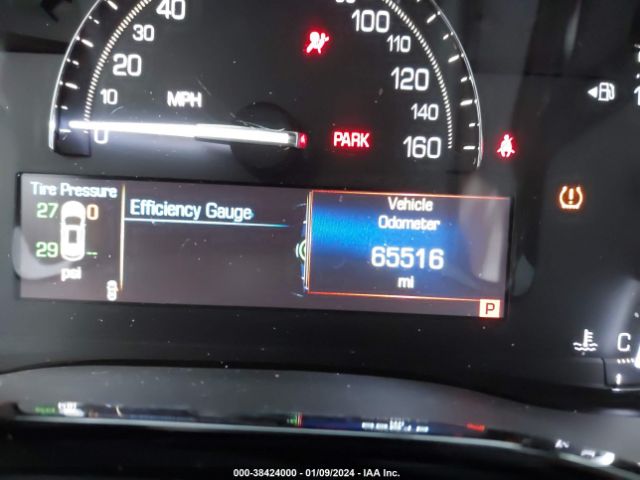 40
30
20
10
0
MPH
100
110
120
140
160
PARK
Tire Pressure
27 0
29 --
psi
Efficiency Gauge
Vehicle
Odometer
65516
mi
P
C
000-38424000 - 01/09/2024 - IAA Inc.